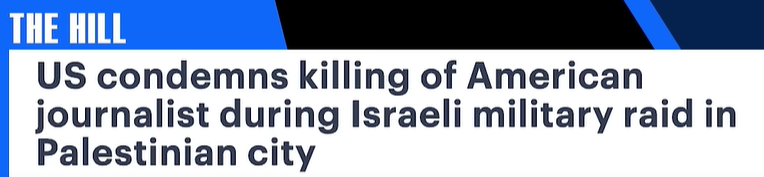 THE HILL
US condemns killing of American
journalist during Israeli military raid in
Palestinian city